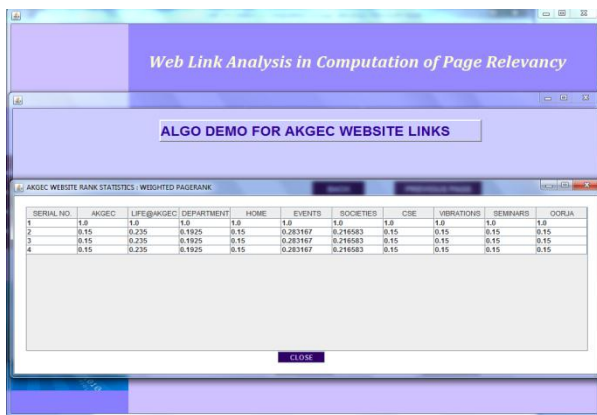 Web Link Analysis in Computation of Page Relevancy
ALGO DEMO FOR AKGEC WEBSITE LINKS
AKGEC WEBSITE RANK STATISTICS : WEIGHTED PAGERANK
BACK PREVIOUS PAGE
SERIAL NO. AKGEC LIFE@AKGEC DEPARTMENT HOME EVENTS SOCIETIES CSE VIBRATIONS SEMINARS OORJA
1 1.0 1.0 1.0 1.0 1.0 1.0 1.0 1.0 1.0 1.0
2 0.15 0.235 0.1925 0.15 0.283167 0.216583 0.15 0.15 0.15 0.15
3 0.15 0.235 0.1925 0.15 0.283167 0.216583 0.15 0.15 0.15 0.15
4 0.15 0.235 0.1925 0.15 0.283167 0.216583 0.15 0.15 0.15 0.15
CLOSE